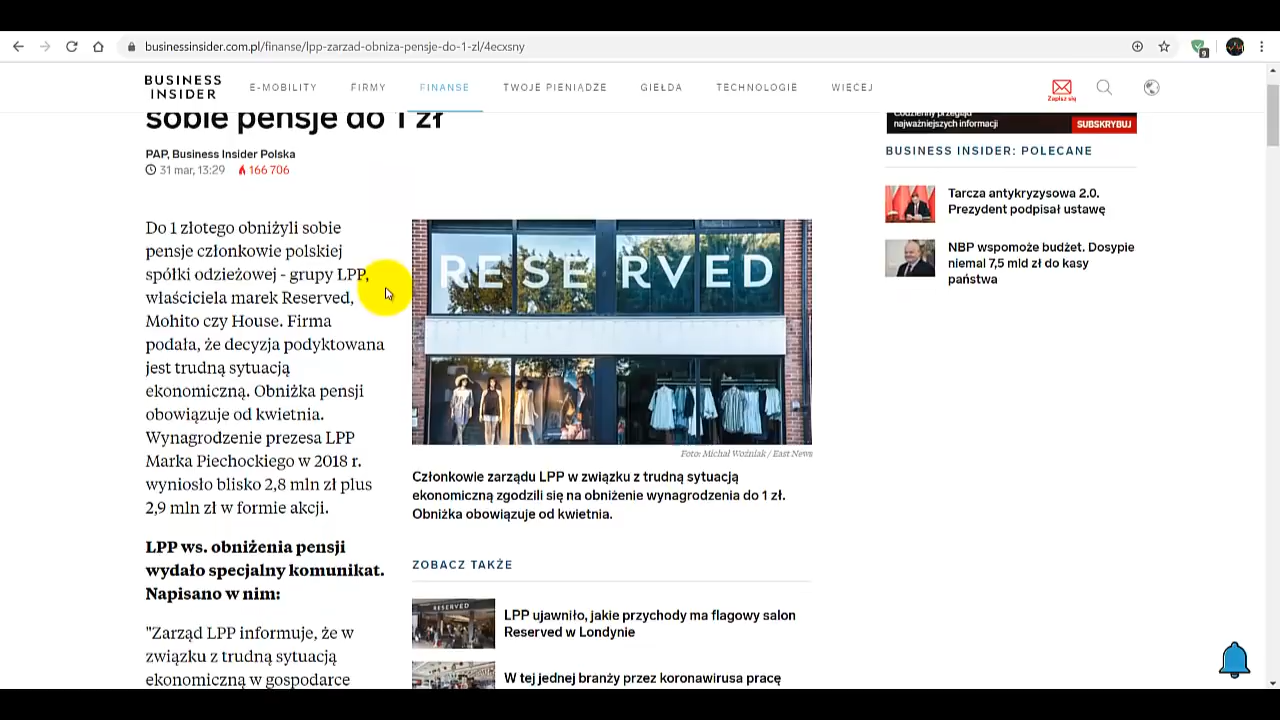 businessinsider.com.pl/finanse/lpp-zarzad-obniza-pensje-do-1-zl/4ecxsny
9
BUSINESS
INSIDER
E-MOBILITY
FIRMY
FINANSE
TWOJE PIENIĄDZE
GIEŁDA
TECHNOLOGIE
WIĘCEJ
Zapisz się
sobie pensje do 1 zł
PAP, Business Insider Polska
31 mar, 13:29 166 706
Do 1 złotego obniżyli sobie
pensje członkowie polskiej
spółki odzieżowej - grupy LPP,
właściciela marek Reserved,
Mohito czy House. Firma
podała, że decyzja podyktowana
jest trudną sytuacją
ekonomiczną. Obniżka pensji
obowiązuje od kwietnia.
Wynagrodzenie prezesa LPP
Marka Piechockiego w 2018 r.
wyniosło blisko 2,8 mln zł plus
2,9 mln zł w formie akcji.
LPP ws. obniżenia pensji
wydało specjalny komunikat.
Napisano w nim:
"Zarząd LPP informuje, że w
związku z trudną sytuacją
ekonomiczną w gospodarce
RESERVED
Foto: Michal Woźniak / East News
Członkowie zarządu LPP w związku z trudną sytuacją
ekonomiczną zgodzili się na obniżenie wynagrodzenia do 1 zł.
Obniżka obowiązuje od kwietnia.
ZOBACZ TAKŻE
RESERVED
LPP ujawniło, jakie przychody ma flagowy salon
Reserved w Londynie
W tej jednej branży przez koronawirusa pracę
Codzienny przegląd
najważniejszych informacji
SUBSKRYBUJ
BUSINESS INSIDER: POLECANE
Tarcza antykryzysowa 2.0.
Prezydent podpisał ustawę
NBP wspomoże budżet. Dosypie
niemal 7,5 mld zł do kasy
państwa